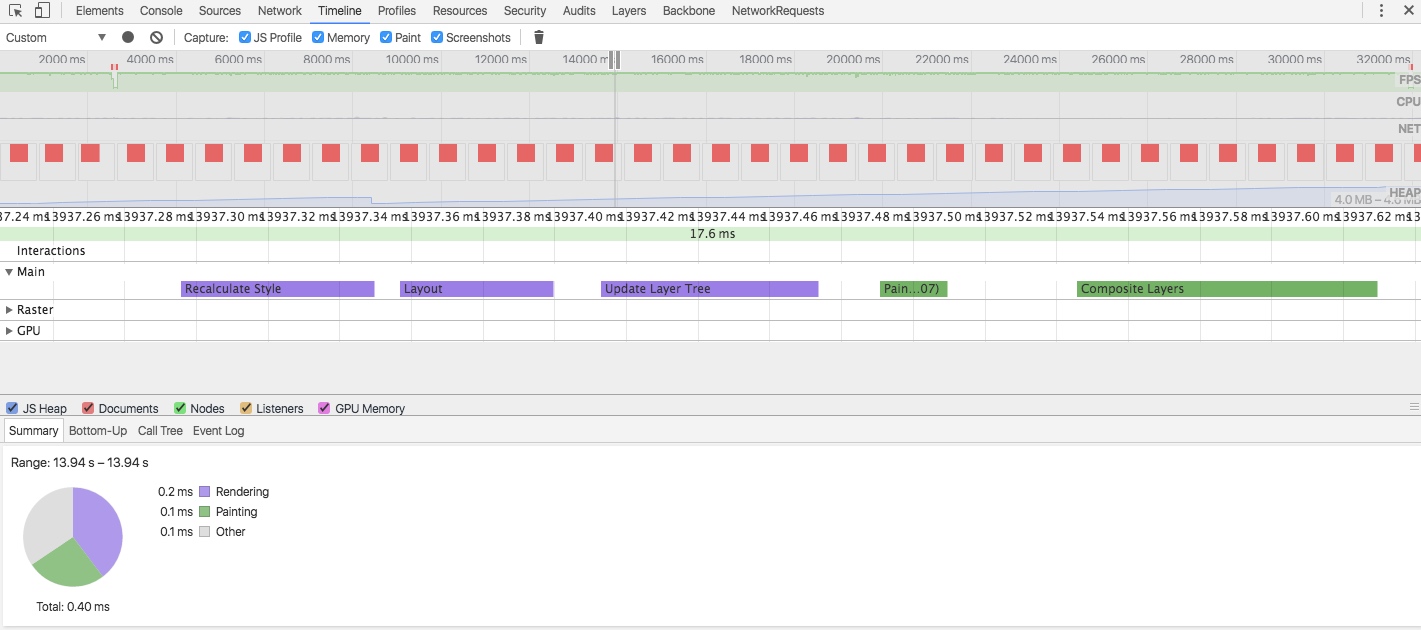 Elements Console Sources Network Timeline Profiles Resources Security Audits Layers Backbone NetworkRequests
Custom Capture: JS Profile Memory Paint Screenshots
2000 ms 4000 ms 6000 ms 8000 ms 10000 ms 12000 ms 14000 m 16000 ms 18000 ms 20000 ms 22000 ms 24000 ms 26000 ms 28000 ms 30000 ms 32000 ms
FPS
CPU
NET
HEAP
4.0 MB – 4.6 MB
37.24 ms 13937.26 ms 13937.28 ms 13937.30 ms 13937.32 ms 13937.34 ms 13937.36 ms 13937.38 ms 13937.40 ms 13937.42 ms 13937.44 ms 13937.46 ms 13937.48 ms 13937.50 ms 13937.52 ms 13937.54 ms 13937.56 ms 13937.58 ms 13937.60 ms 13937.62 ms 13
17.6 ms
Interactions
Main
Recalculate Style Layout Update Layer Tree Pain...07) Composite Layers
Raster
GPU
JS Heap Documents Nodes Listeners GPU Memory
Summary Bottom-Up Call Tree Event Log
Range: 13.94 s – 13.94 s
0.2 ms Rendering
0.1 ms Painting
0.1 ms Other
Total: 0.40 ms